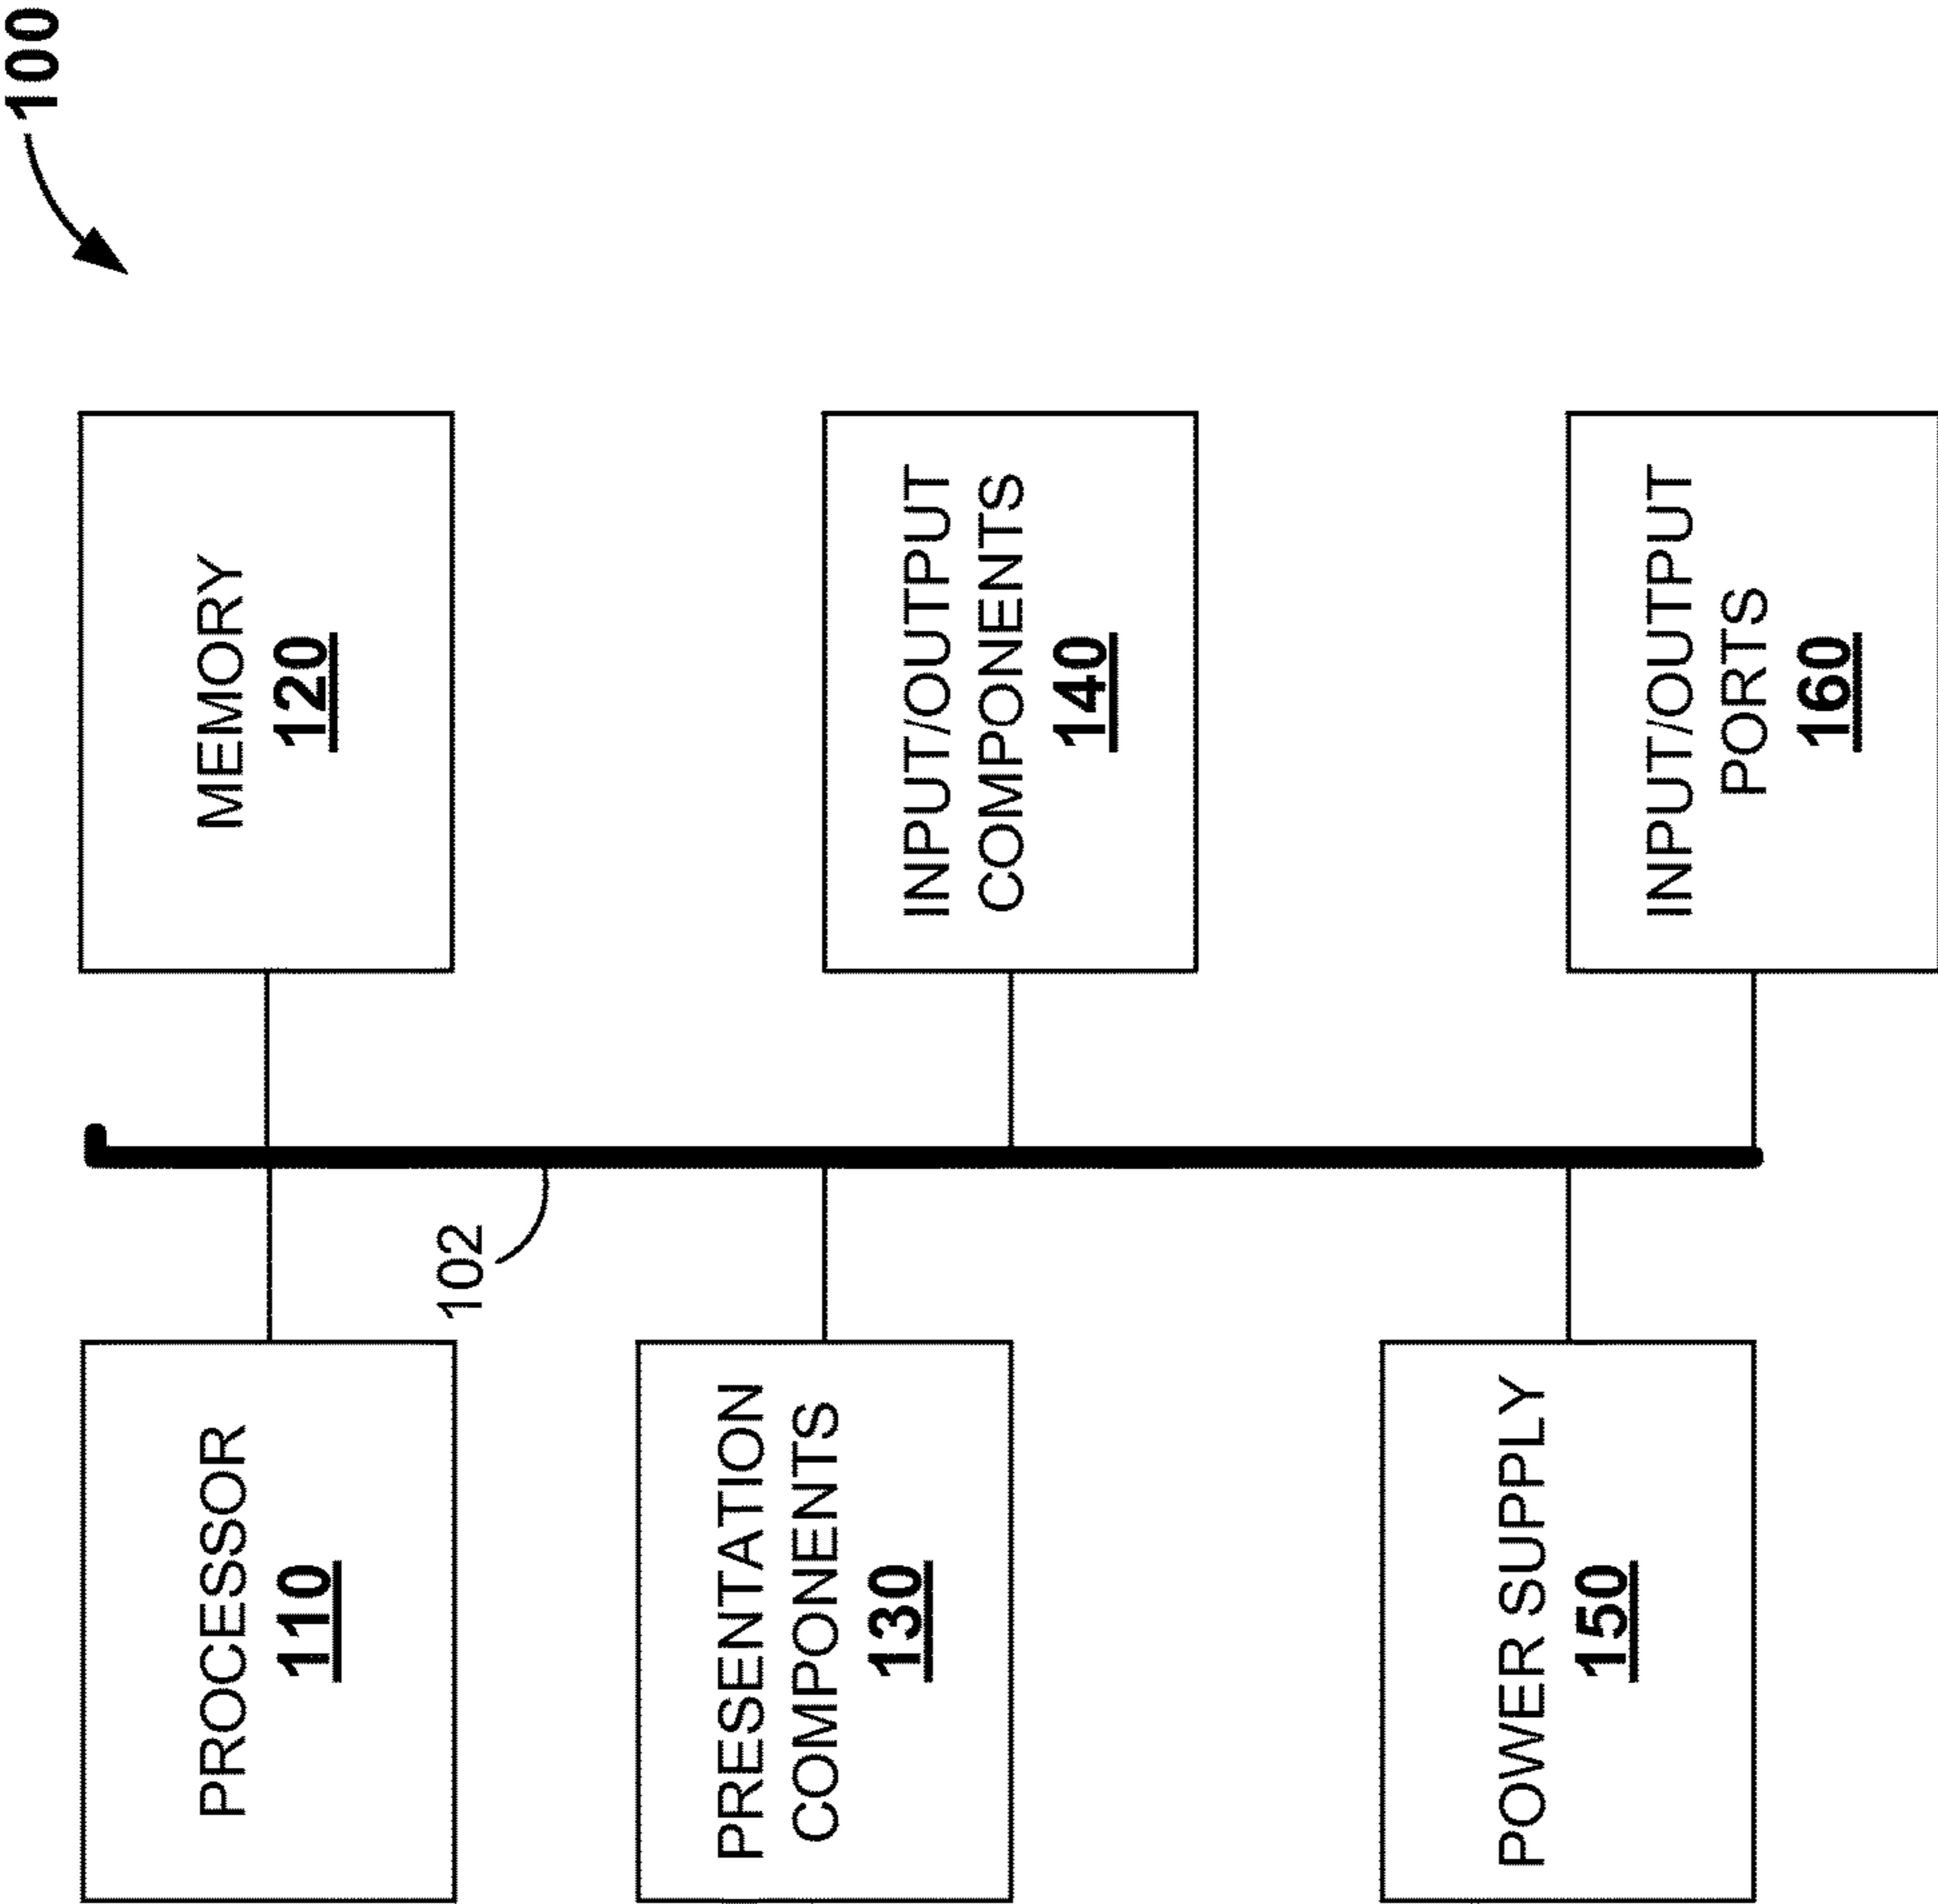 100
MEMORY
120
INPUT/OUTPUT
COMPONENTS
140
INPUT/OUTPUT
PORTS
160
102
PROCESSOR
110
PRESENTATION
COMPONENTS
130
POWER SUPPLY
150